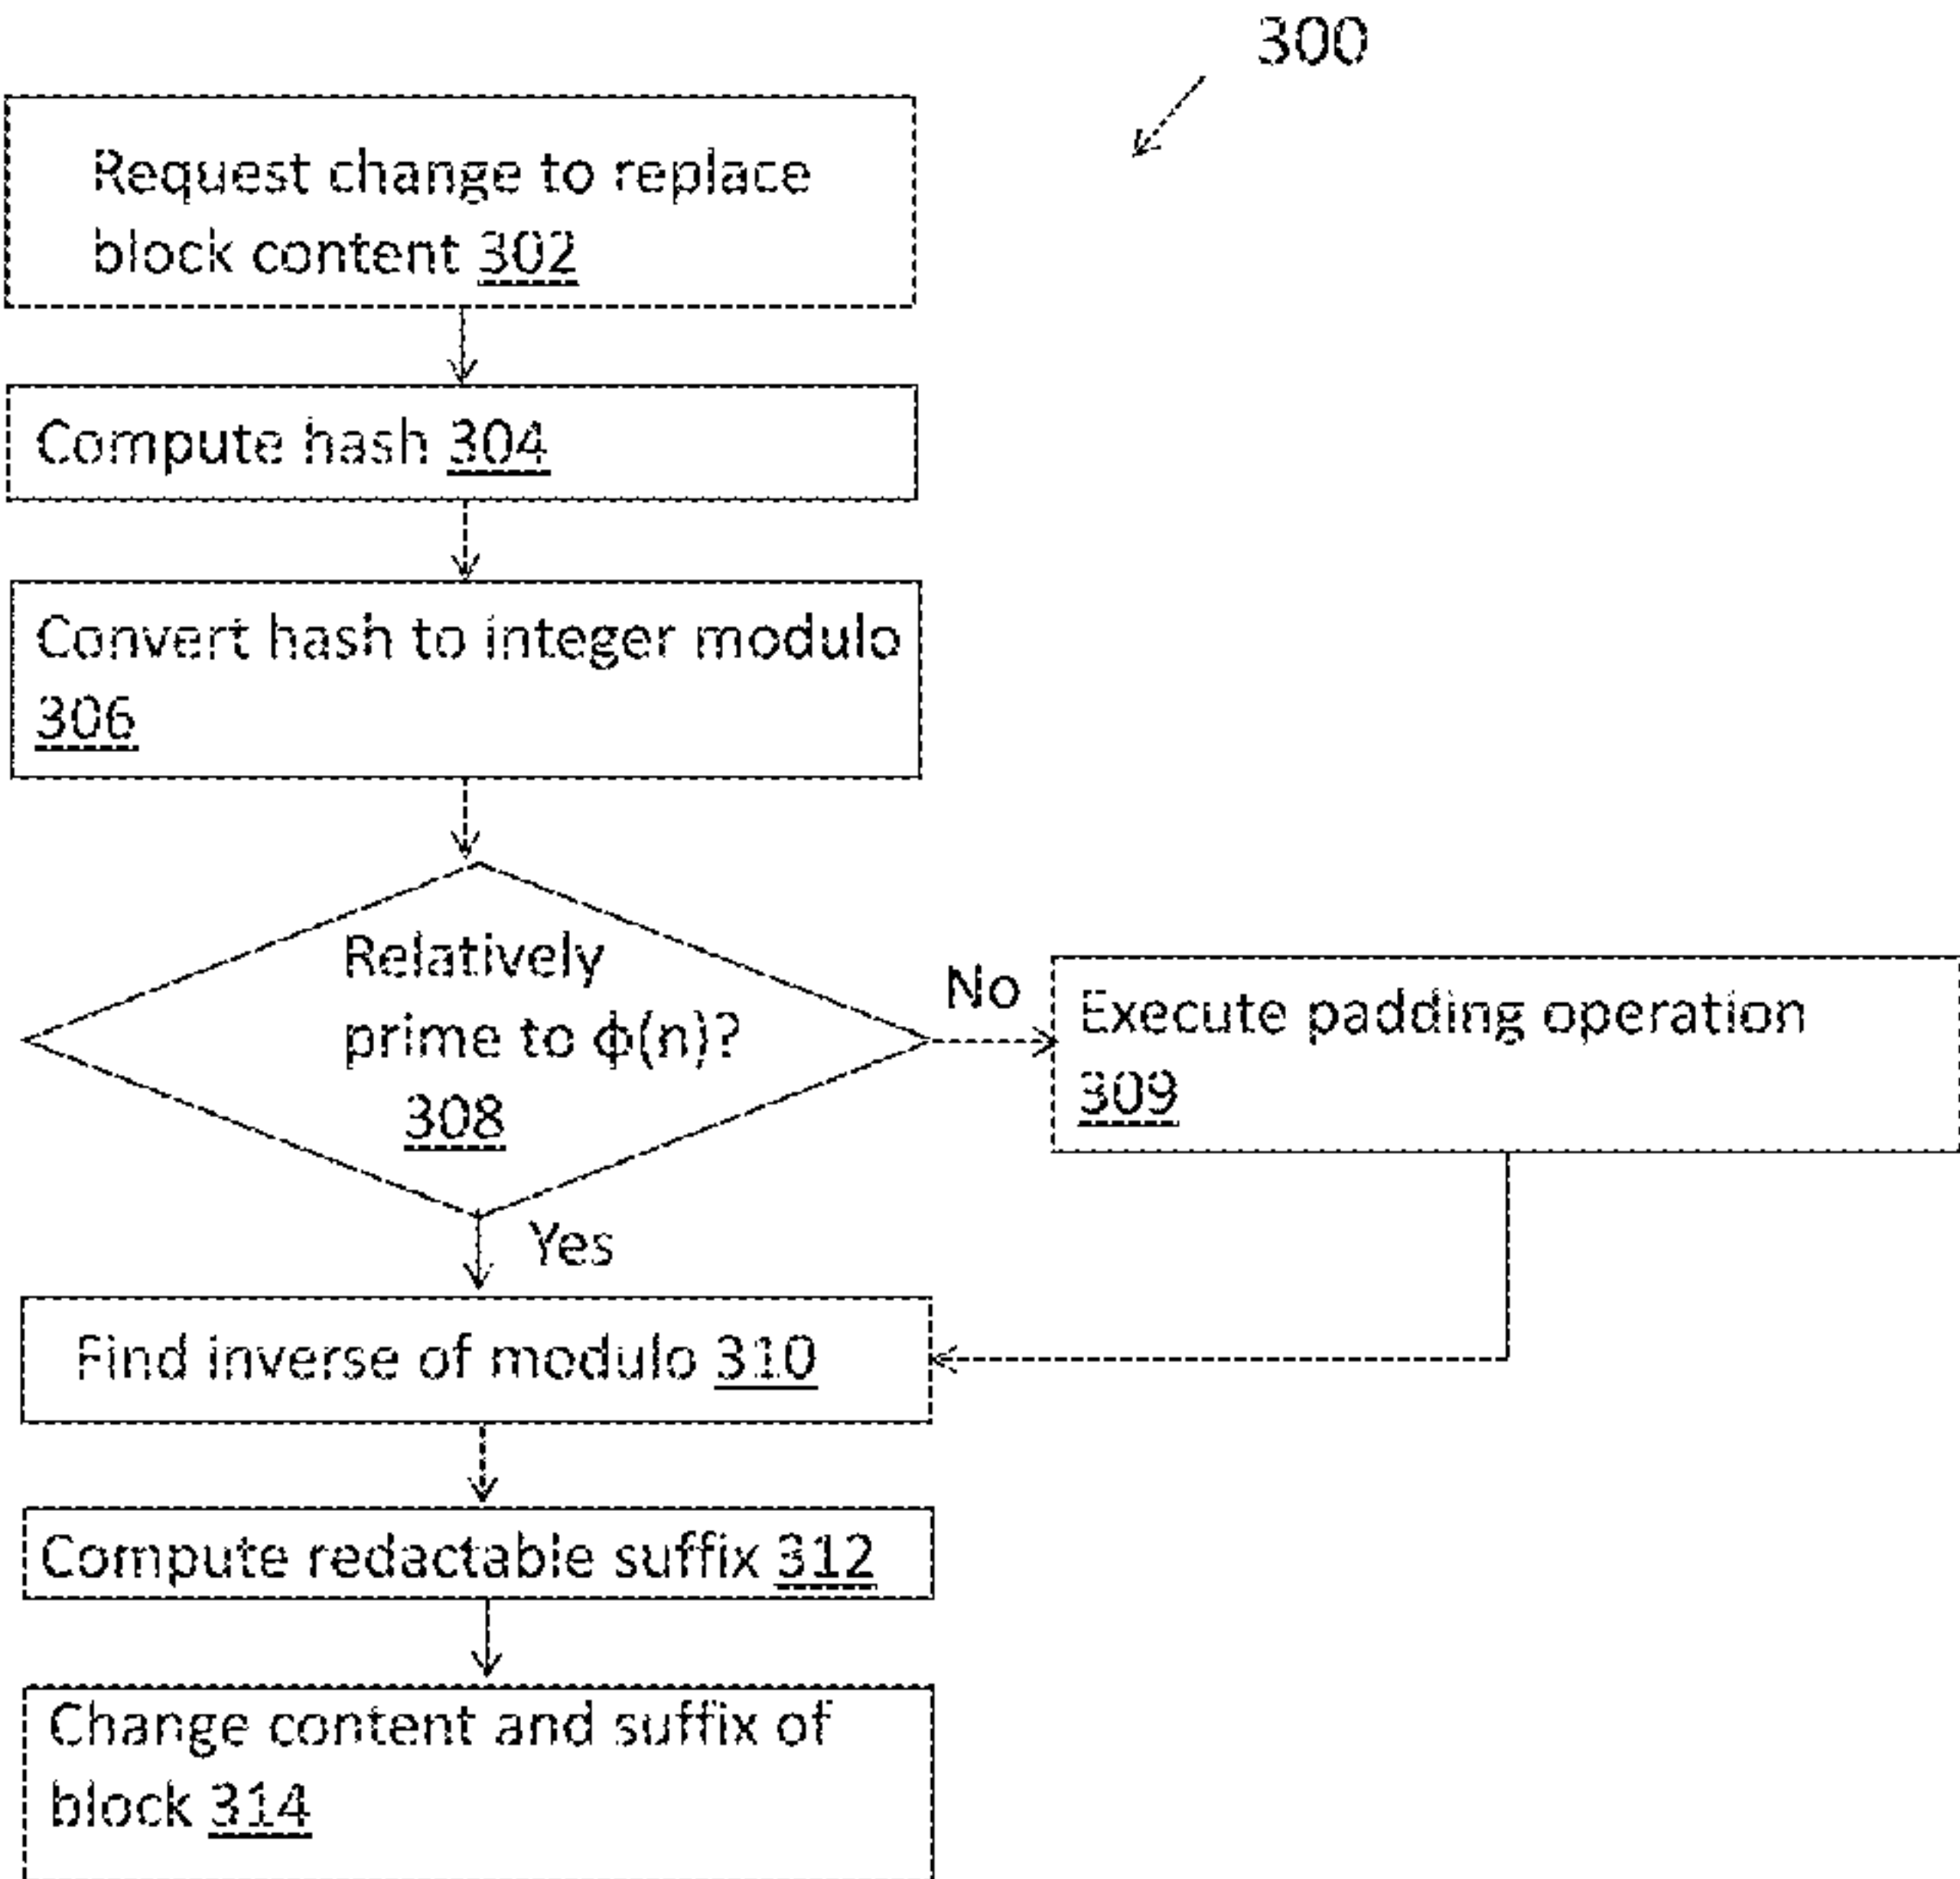 300
Request change to replace
block content 302
Compute hash 304
Convert hash to integer modulo
306
Relatively
prime to ϕ(n)?
308
No
Execute padding operation
309
Yes
Find inverse of modulo 310
Compute redactable suffix 312
Change content and suffix of
block 314